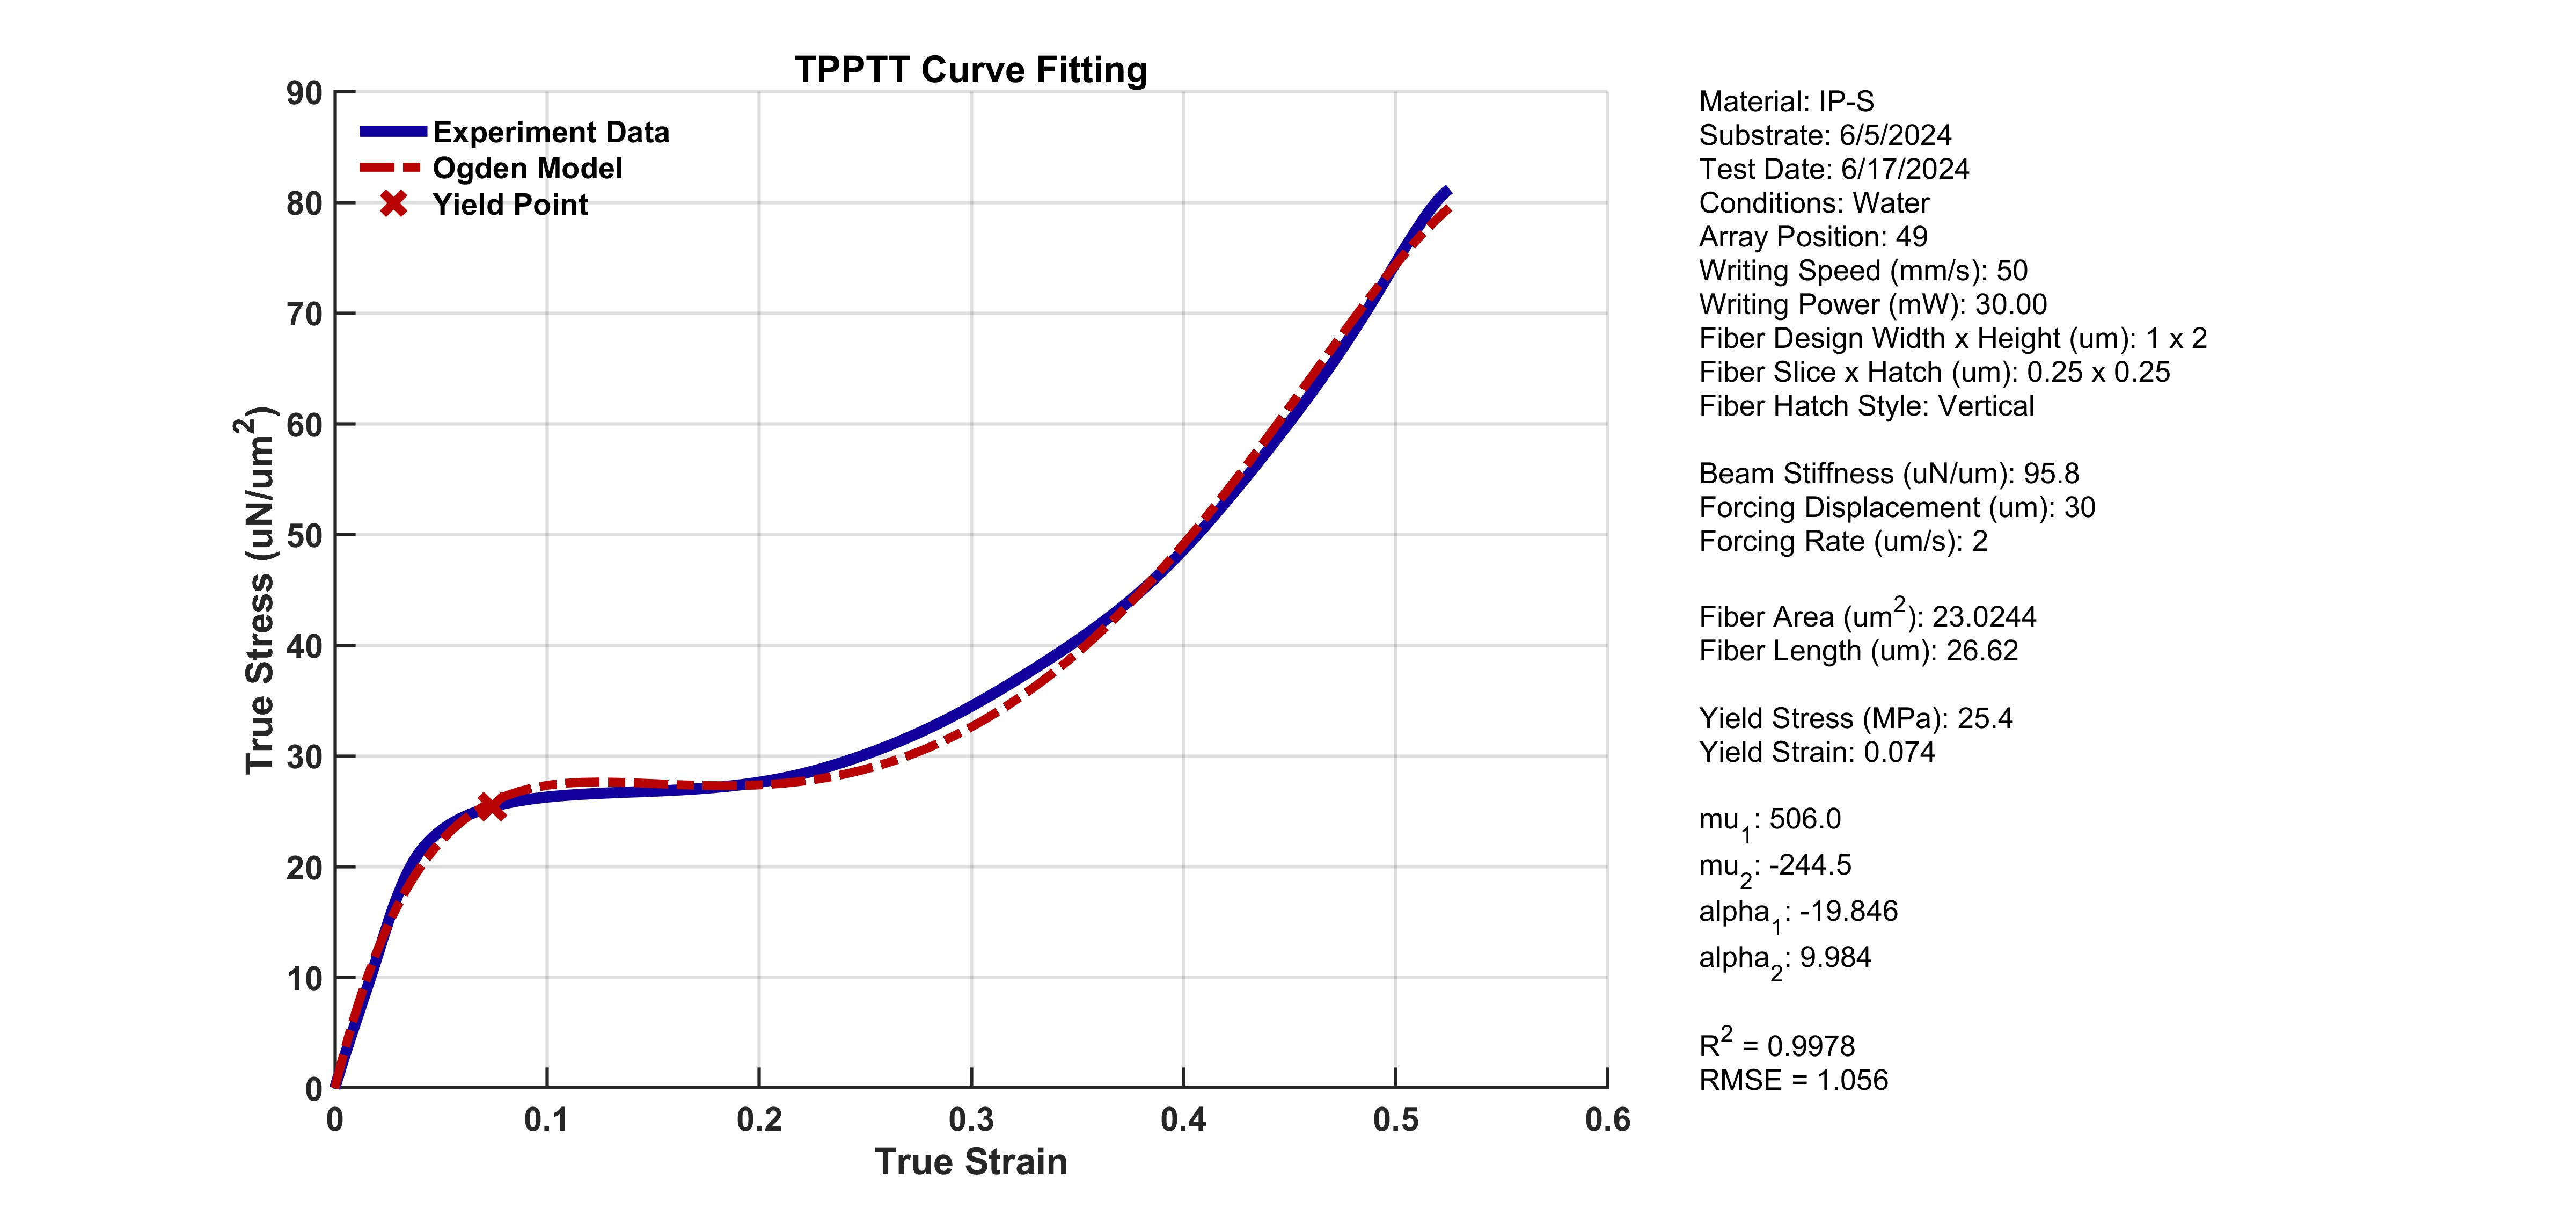 TPPTT Curve Fitting
90
80
70
60
50
40
30
20
10
0
True Stress (uN/um²)
Experiment Data
Ogden Model
Yield Point
0 0.1 0.2 0.3 0.4 0.5 0.6
True Strain
Material: IP-S
Substrate: 6/5/2024
Test Date: 6/17/2024
Conditions: Water
Array Position: 49
Writing Speed (mm/s): 50
Writing Power (mW): 30.00
Fiber Design Width x Height (um): 1 x 2
Fiber Slice x Hatch (um): 0.25 x 0.25
Fiber Hatch Style: Vertical
Beam Stiffness (uN/um): 95.8
Forcing Displacement (um): 30
Forcing Rate (um/s): 2
Fiber Area (um²): 23.0244
Fiber Length (um): 26.62
Yield Stress (MPa): 25.4
Yield Strain: 0.074
mu₁: 506.0
mu₂: -244.5
alpha₁: -19.846
alpha₂: 9.984
R² = 0.9978
RMSE = 1.056